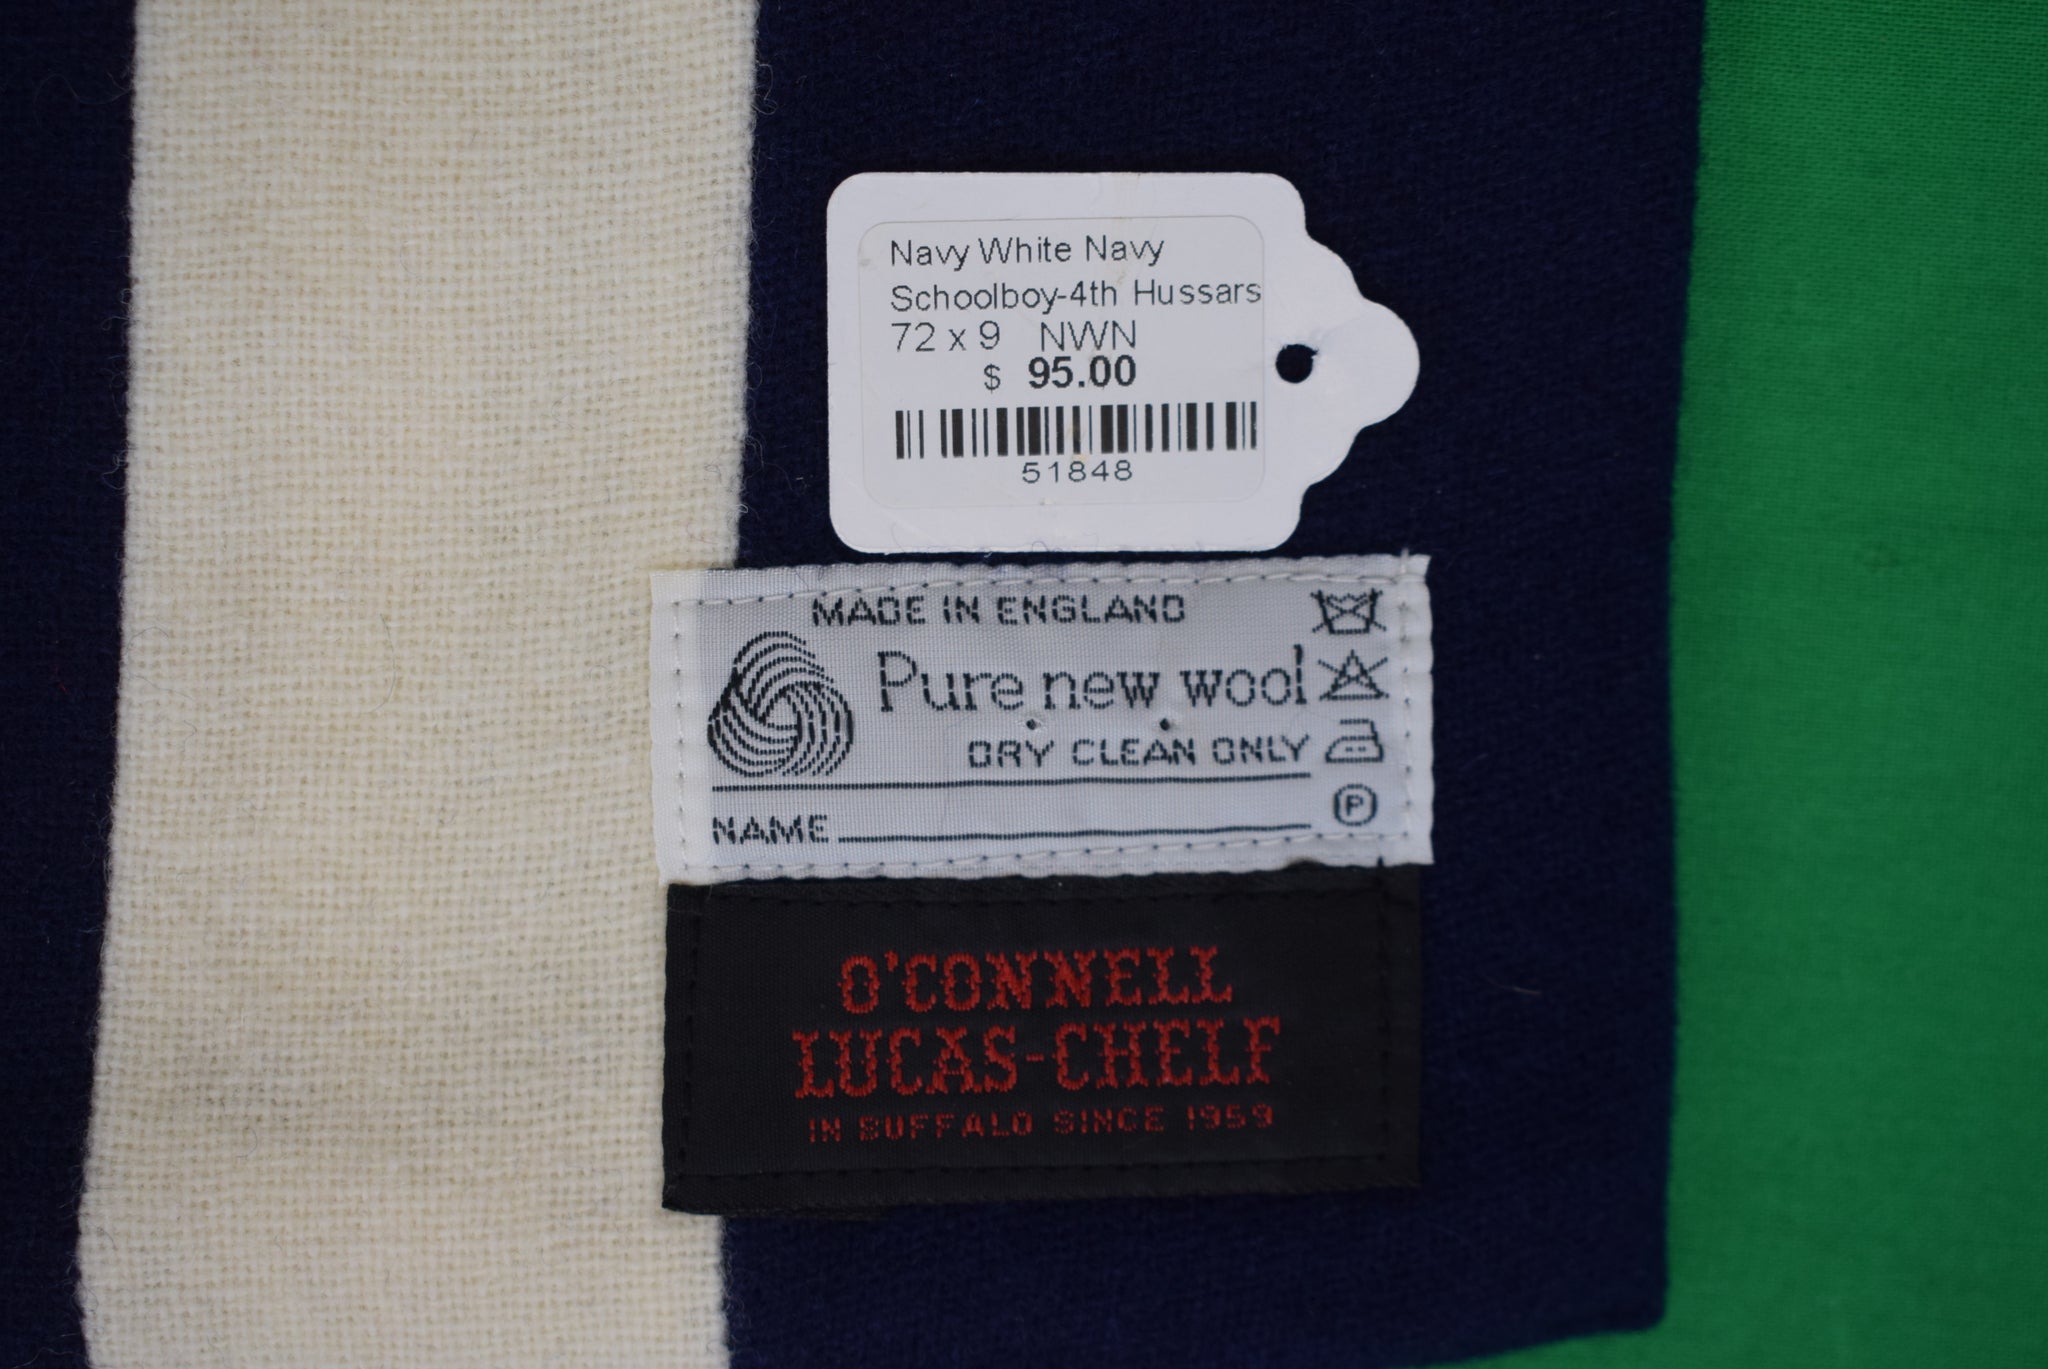 Navy White Navy
Schoolboy-4th Hussars
72 x 9 NWN
$ 95.00
51848
MADE IN ENGLAND
Pure new wool
DRY CLEAN ONLY
P
NAME
O'CONNELL
LUCAS-CHELF
IN BUFFALO SINCE 1959